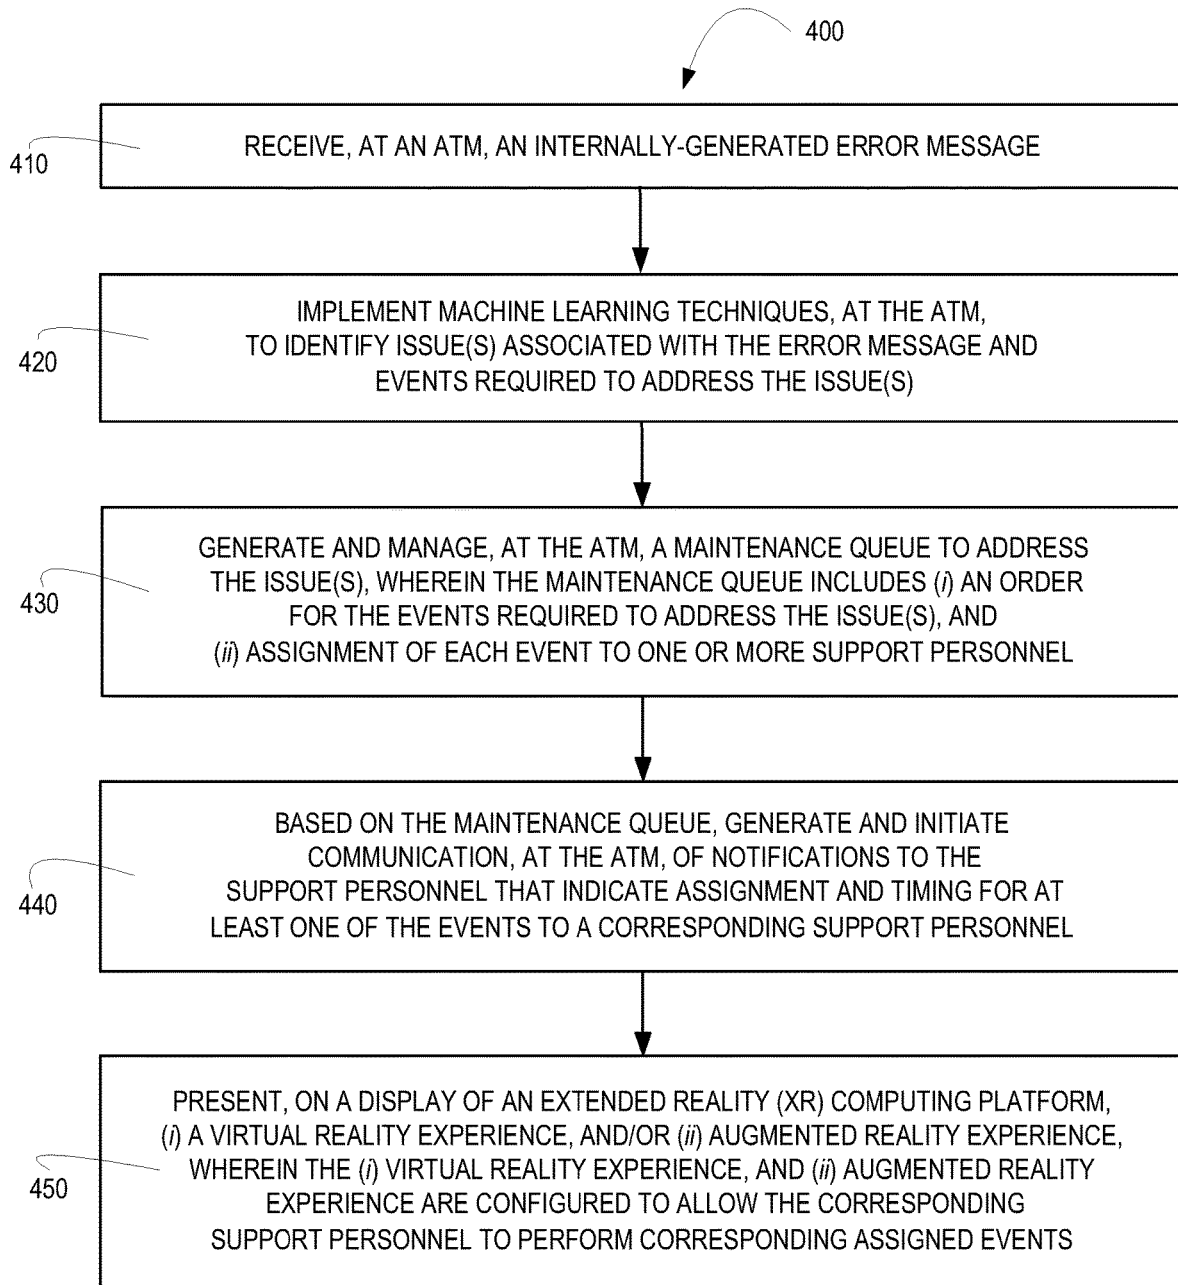 400
410
RECEIVE, AT AN ATM, AN INTERNALLY-GENERATED ERROR MESSAGE
420
IMPLEMENT MACHINE LEARNING TECHNIQUES, AT THE ATM,
TO IDENTIFY ISSUE(S) ASSOCIATED WITH THE ERROR MESSAGE AND
EVENTS REQUIRED TO ADDRESS THE ISSUE(S)
430
GENERATE AND MANAGE, AT THE ATM, A MAINTENANCE QUEUE TO ADDRESS
THE ISSUE(S), WHEREIN THE MAINTENANCE QUEUE INCLUDES (i) AN ORDER
FOR THE EVENTS REQUIRED TO ADDRESS THE ISSUE(S), AND
(ii) ASSIGNMENT OF EACH EVENT TO ONE OR MORE SUPPORT PERSONNEL
440
BASED ON THE MAINTENANCE QUEUE, GENERATE AND INITIATE
COMMUNICATION, AT THE ATM, OF NOTIFICATIONS TO THE
SUPPORT PERSONNEL THAT INDICATE ASSIGNMENT AND TIMING FOR AT
LEAST ONE OF THE EVENTS TO A CORRESPONDING SUPPORT PERSONNEL
450
PRESENT, ON A DISPLAY OF AN EXTENDED REALITY (XR) COMPUTING PLATFORM,
(i) A VIRTUAL REALITY EXPERIENCE, AND/OR (ii) AUGMENTED REALITY EXPERIENCE,
WHEREIN THE (i) VIRTUAL REALITY EXPERIENCE, AND (ii) AUGMENTED REALITY
EXPERIENCE ARE CONFIGURED TO ALLOW THE CORRESPONDING
SUPPORT PERSONNEL TO PERFORM CORRESPONDING ASSIGNED EVENTS